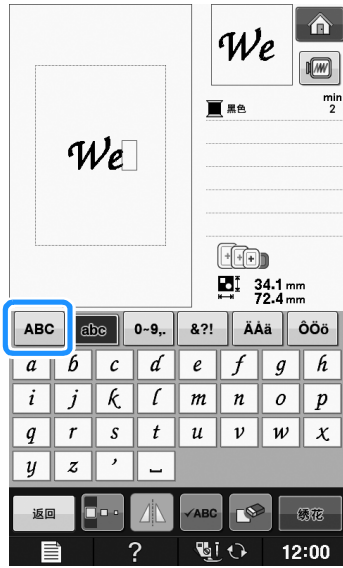 We
We
黑色
min
2
34.1 mm
72.4 mm
ABC abc 0~9,. &?! ÄÅä ÔÖö
a b c d e f g h
i j k l m n o p
q r s t u v w x
y z ’ ⌴
返回 ✓ABC 绣花
? 12:00